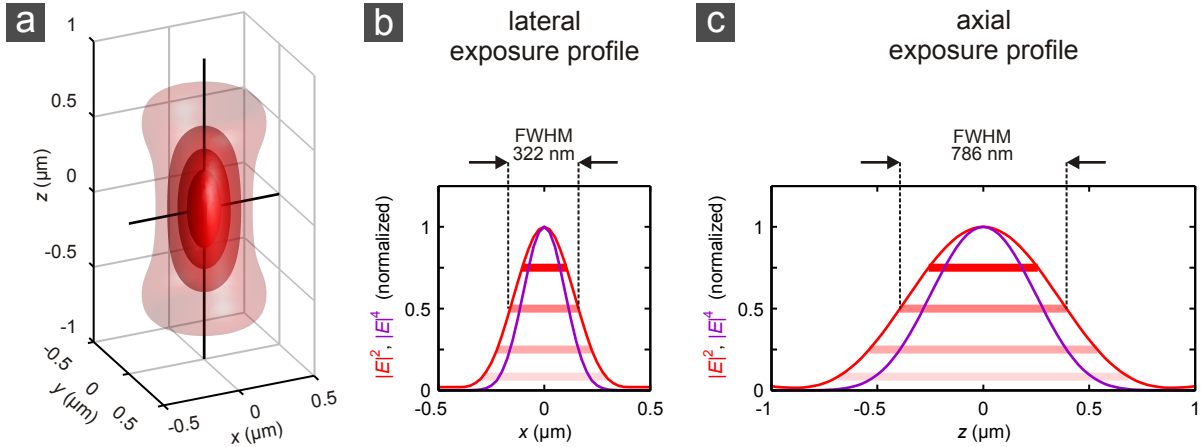 a
1
0.5
0
-0.5
-1
z (µm)
-0.5
0
0.5
y (µm)
-0.5
0
0.5
x (µm)
b
lateral
exposure profile
FWHM
322 nm
|E|², |E|⁴ (normalized)
1
0.5
0
-0.5
0
0.5
x (µm)
c
axial
exposure profile
FWHM
786 nm
|E|², |E|⁴ (normalized)
1
0.5
0
-1
-0.5
0
0.5
1
z (µm)